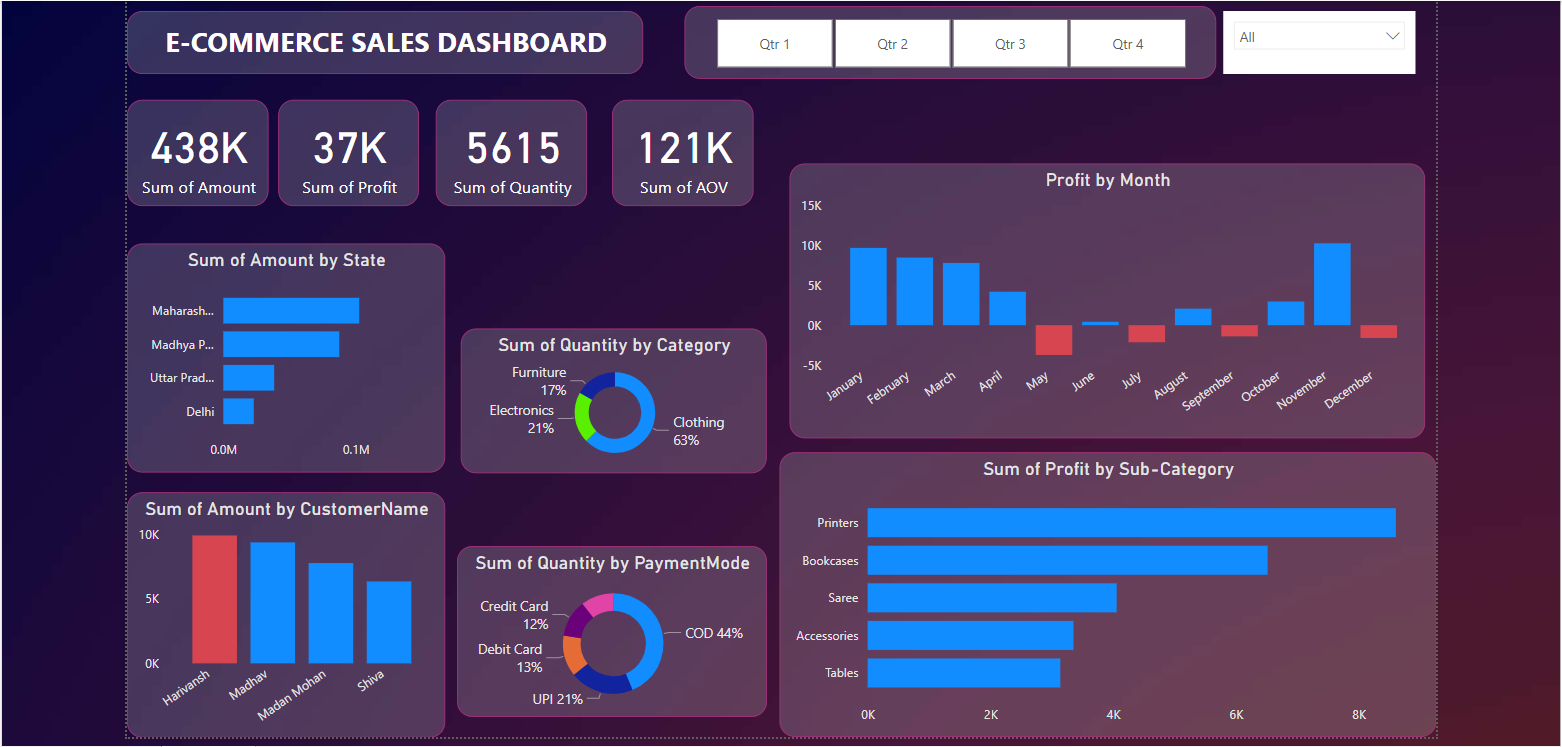 E-COMMERCE SALES DASHBOARD
Qtr 1
Qtr 2
Qtr 3
Qtr 4
All
438K
Sum of Amount
37K
Sum of Profit
5615
Sum of Quantity
121K
Sum of AOV
Profit by Month
15K
10K
5K
0K
-5K
January
February
March
April
May
June
July
August
September
October
November
December
Sum of Amount by State
Maharash...
Madhya P...
Uttar Prad...
Delhi
0.0M
0.1M
Sum of Quantity by Category
Furniture
17%
Electronics
21%
Clothing
63%
Sum of Profit by Sub-Category
Printers
Bookcases
Saree
Accessories
Tables
0K
2K
4K
6K
8K
Sum of Amount by CustomerName
10K
5K
0K
Harivansh
Madhav
Madan Mohan
Shiva
Sum of Quantity by PaymentMode
Credit Card
12%
Debit Card
13%
UPI 21%
COD 44%